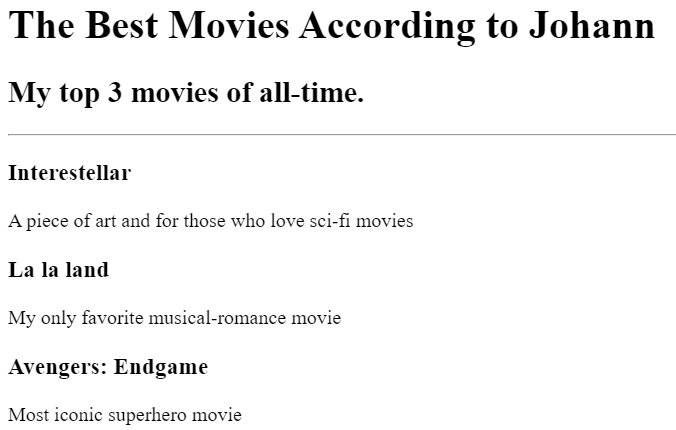 The Best Movies According to Johann
My top 3 movies of all-time.
Interestellar
A piece of art and for those who love sci-fi movies
La la land
My only favorite musical-romance movie
Avengers: Endgame
Most iconic superhero movie